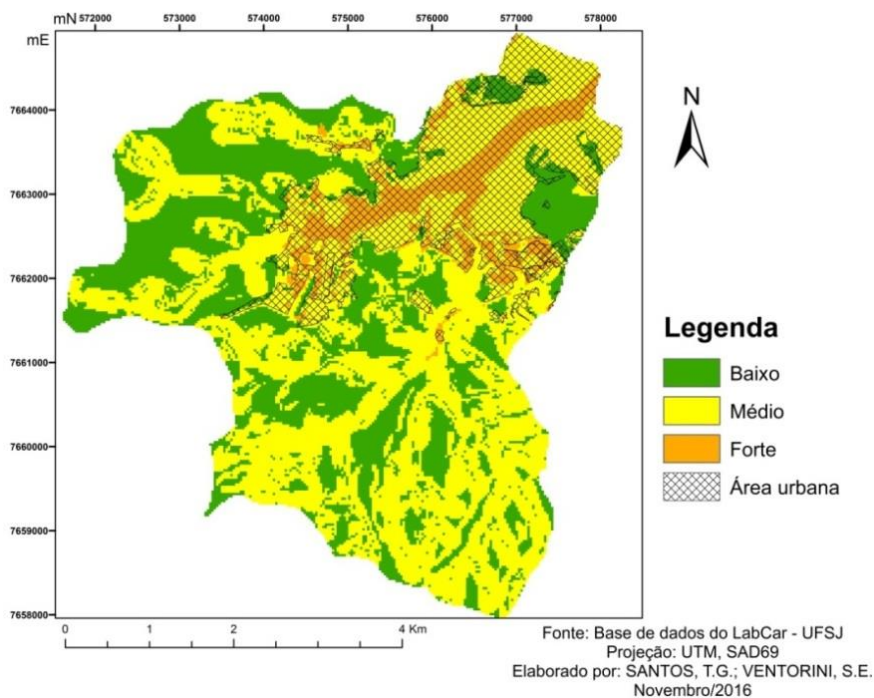 mN 572000 573000 574000 575000 576000 577000 578000
mE
7664000
7663000
7662000
7661000
7660000
7659000
7658000
N
Legenda
Baixo
Médio
Forte
Área urbana
0 1 2 4 Km
Fonte: Base de dados do LabCar - UFSJ
Projeção: UTM, SAD69
Elaborado por: SANTOS, T.G.; VENTORINI, S.E.
Novembro/2016